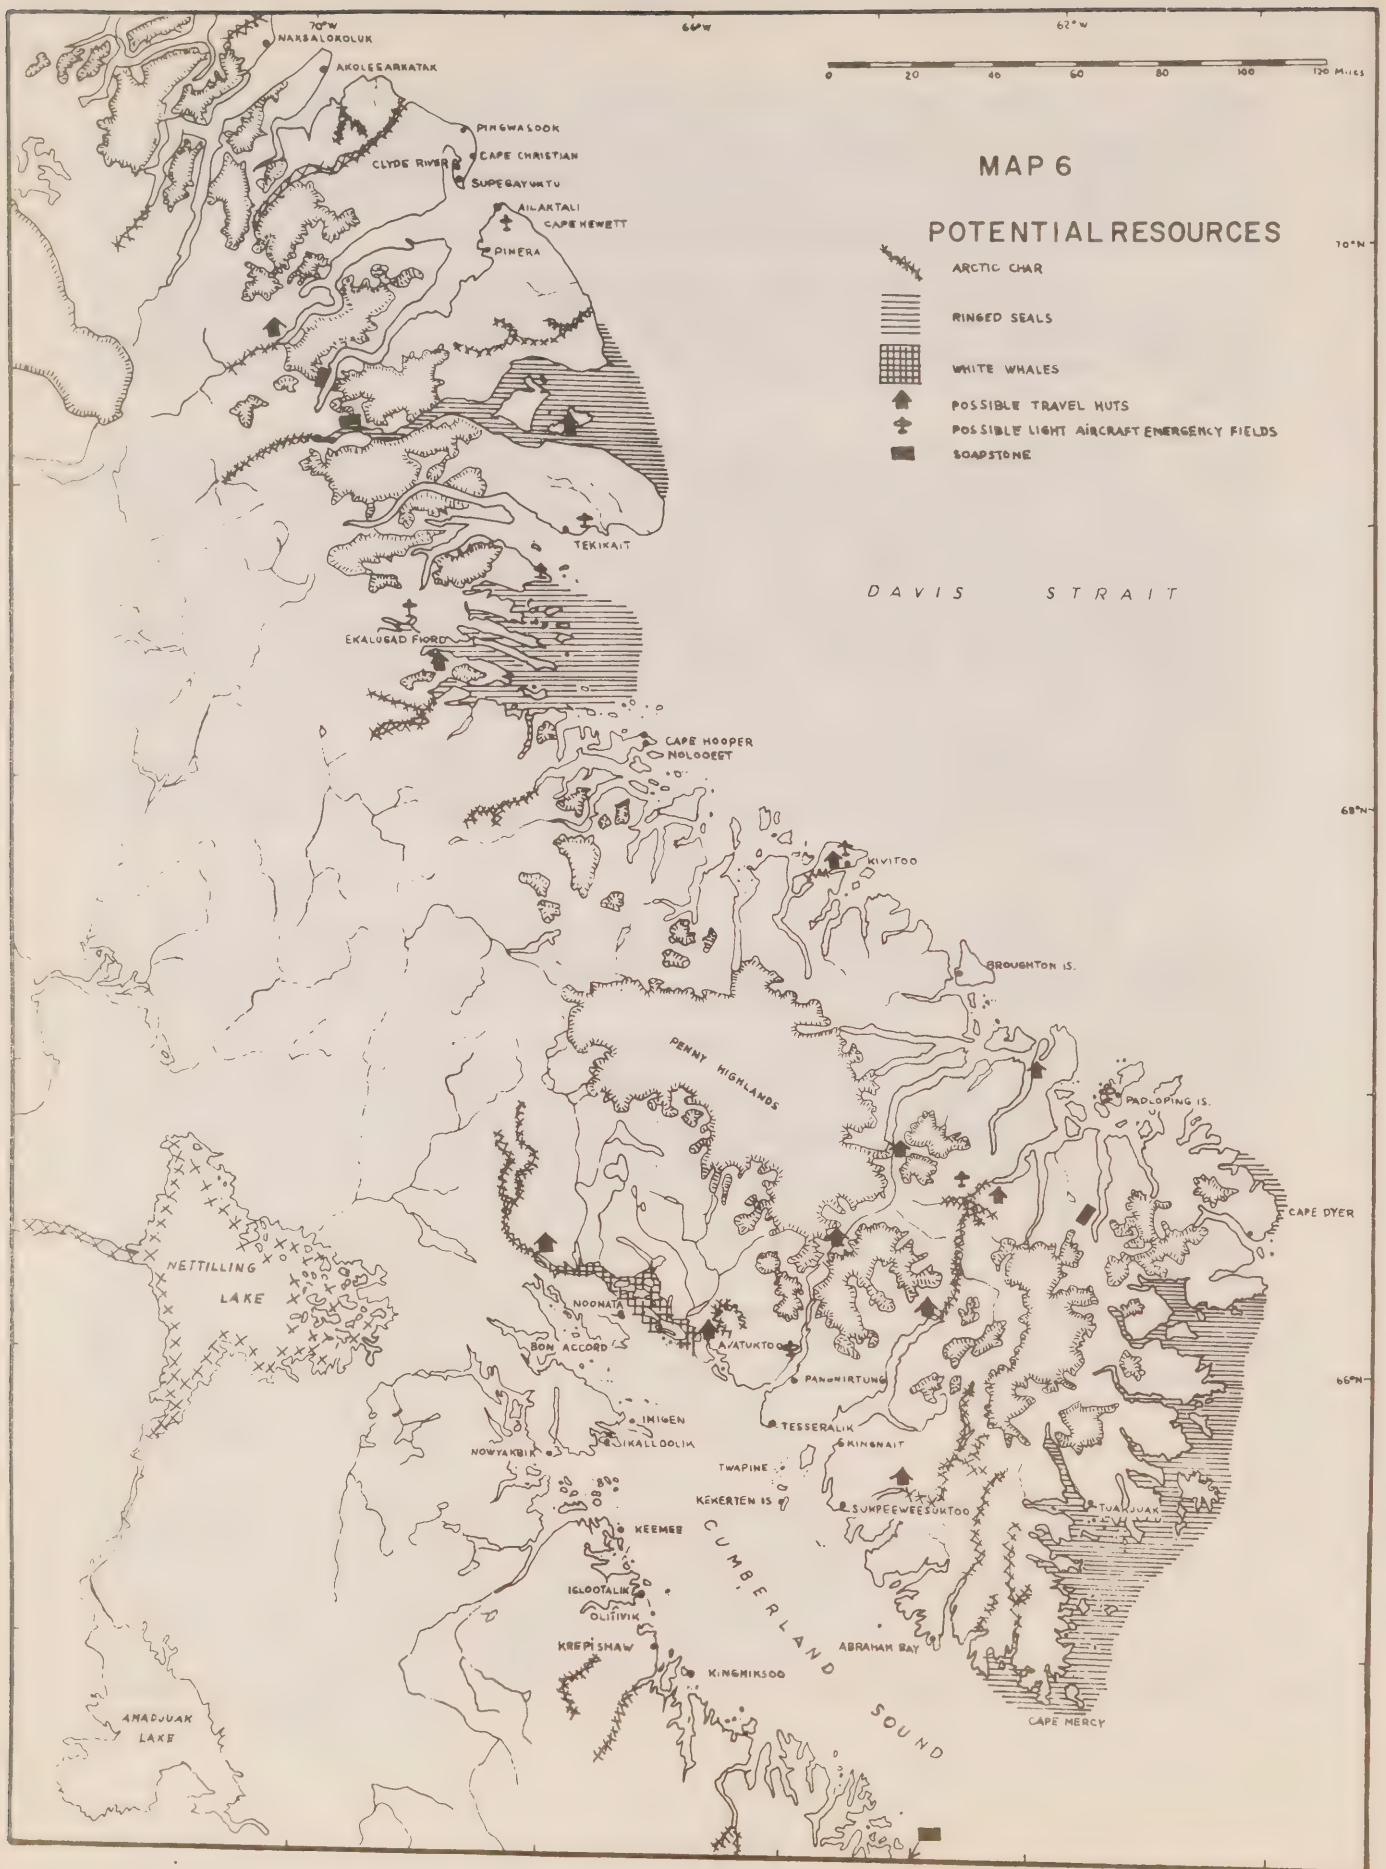 70°W
66°W
62°W
NAKSALOKOLUK
AKOLEGARKATAK
0 20 40 60 80 100 120 MILES
PINGWASOOK
CAPE CHRISTIAN
CLYDE RIVER
SUPEGAYUKTU
MAP 6
AILAKTALI
CAPE HEWETT
POTENTIAL RESOURCES
70°N
PINERA
ARCTIC CHAR
RINGED SEALS
WHITE WHALES
POSSIBLE TRAVEL HUTS
POSSIBLE LIGHT AIRCRAFT EMERGENCY FIELDS
SOAPSTONE
TEKIKAIT
DAVIS STRAIT
EKALUGAD FIORD
CAPE HOOPER
68°N
KIVITOO
BROUGHTON IS.
PENNY HIGHLANDS
PADLOPING IS.
CAPE DYER
NETTILLING
LAKE
NOONATA
BON ACCORD
AVATUKTOO
PANGNIRTUNG
66°N
IMIGEN
TESSERALIK
IKALLOOLIK
KINGNAIT
NOWYAKBIK
TWAPINE
KEKERTEN IS
SUKPEEWEESUKTOO
TUAKJUAK
KEEMEE
CUMBERLAND
IGLOOTALIK
OLITIVIK
KREPISHAW
ABRAHAM BAY
KINGMIKSOO
SOUND
AMADJUAK
LAKE
CAPE MERCY